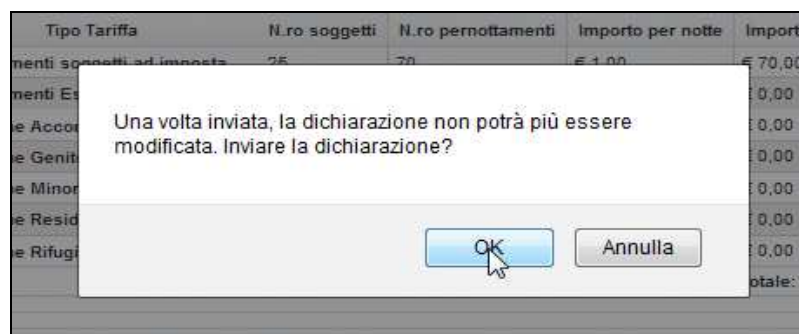 Tipo Tariffa N.ro soggetti N.ro pernottamenti Importo per notte Import
menti soggetti ad imposta 25 70 € 1,00 € 70,00
menti Es € 0,00
e Accor € 0,00
e Genit € 0,00
e Minor € 0,00
e Resid € 0,00
e Rifugi € 0,00
otale:
Una volta inviata, la dichiarazione non potrà più essere
modificata. Inviare la dichiarazione?
OK Annulla